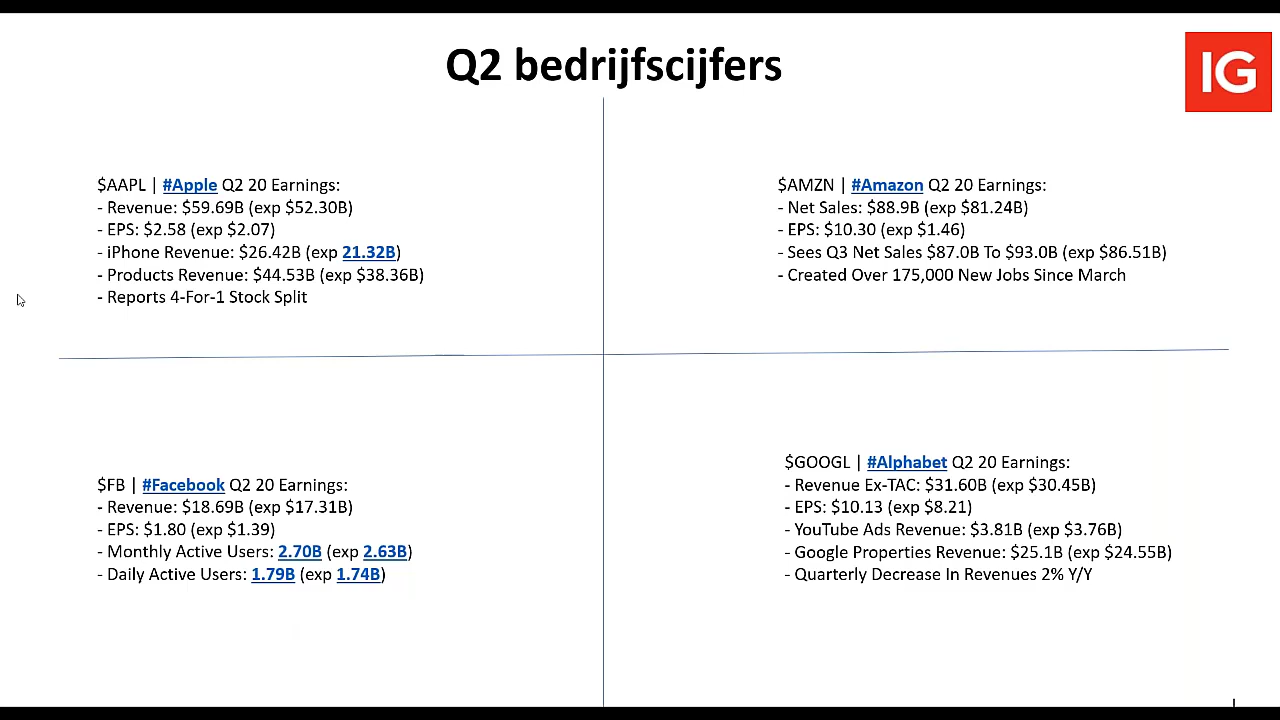 Q2 bedrijfscijfers
IG
$AAPL | #Apple Q2 20 Earnings:
- Revenue: $59.69B (exp $52.30B)
- EPS: $2.58 (exp $2.07)
- iPhone Revenue: $26.42B (exp 21.32B)
- Products Revenue: $44.53B (exp $38.36B)
- Reports 4-For-1 Stock Split
$AMZN | #Amazon Q2 20 Earnings:
- Net Sales: $88.9B (exp $81.24B)
- EPS: $10.30 (exp $1.46)
- Sees Q3 Net Sales $87.0B To $93.0B (exp $86.51B)
- Created Over 175,000 New Jobs Since March
$FB | #Facebook Q2 20 Earnings:
- Revenue: $18.69B (exp $17.31B)
- EPS: $1.80 (exp $1.39)
- Monthly Active Users: 2.70B (exp 2.63B)
- Daily Active Users: 1.79B (exp 1.74B)
$GOOGL | #Alphabet Q2 20 Earnings:
- Revenue Ex-TAC: $31.60B (exp $30.45B)
- EPS: $10.13 (exp $8.21)
- YouTube Ads Revenue: $3.81B (exp $3.76B)
- Google Properties Revenue: $25.1B (exp $24.55B)
- Quarterly Decrease In Revenues 2% Y/Y